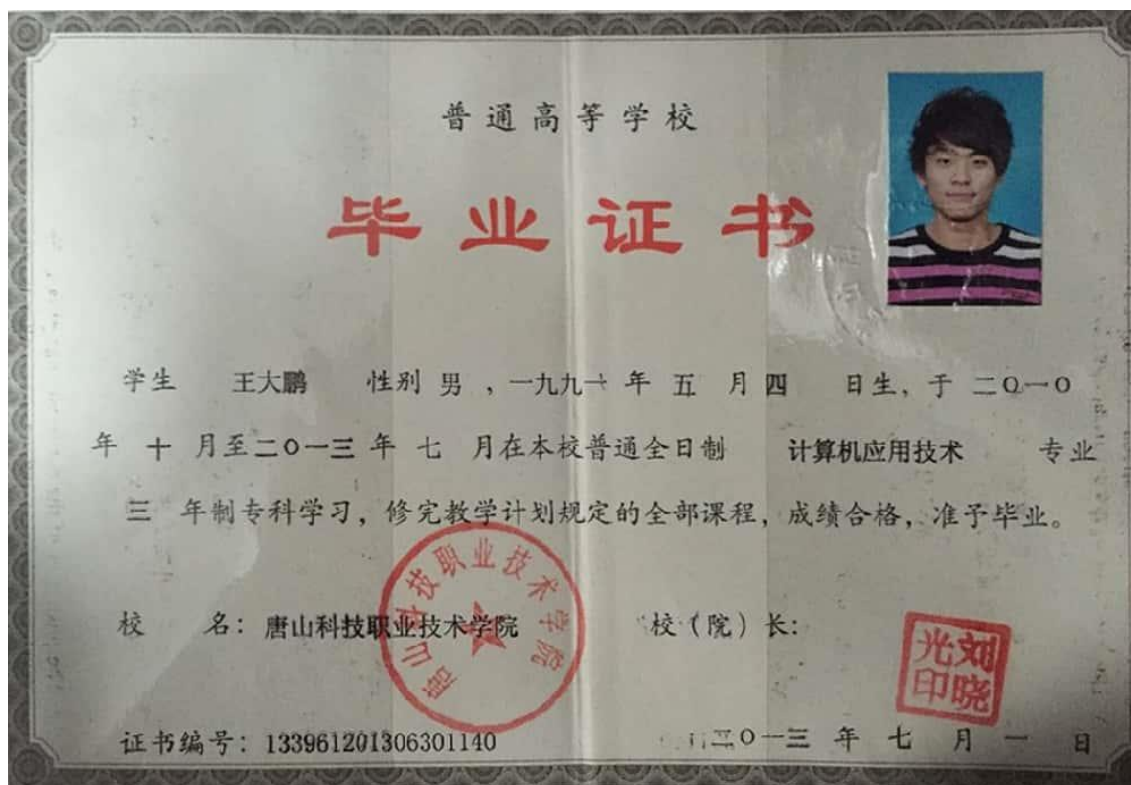 普通高等学校
毕业证书
学生 王大鹏 性别 男 ，一九九一 年 五 月 四 日生，于 二〇一〇
年 十 月至二〇一三 年 七 月在本校普通全日制 计算机应用技术 专业
三 年制专科学习，修完教学计划规定的全部课程，成绩合格，准予毕业。
唐山科技职业技术学院
校 名：唐山科技职业技术学院 校（院）长：
刘晓光印
证书编号：133961201306301140 二〇一三 年 七 月 一 日